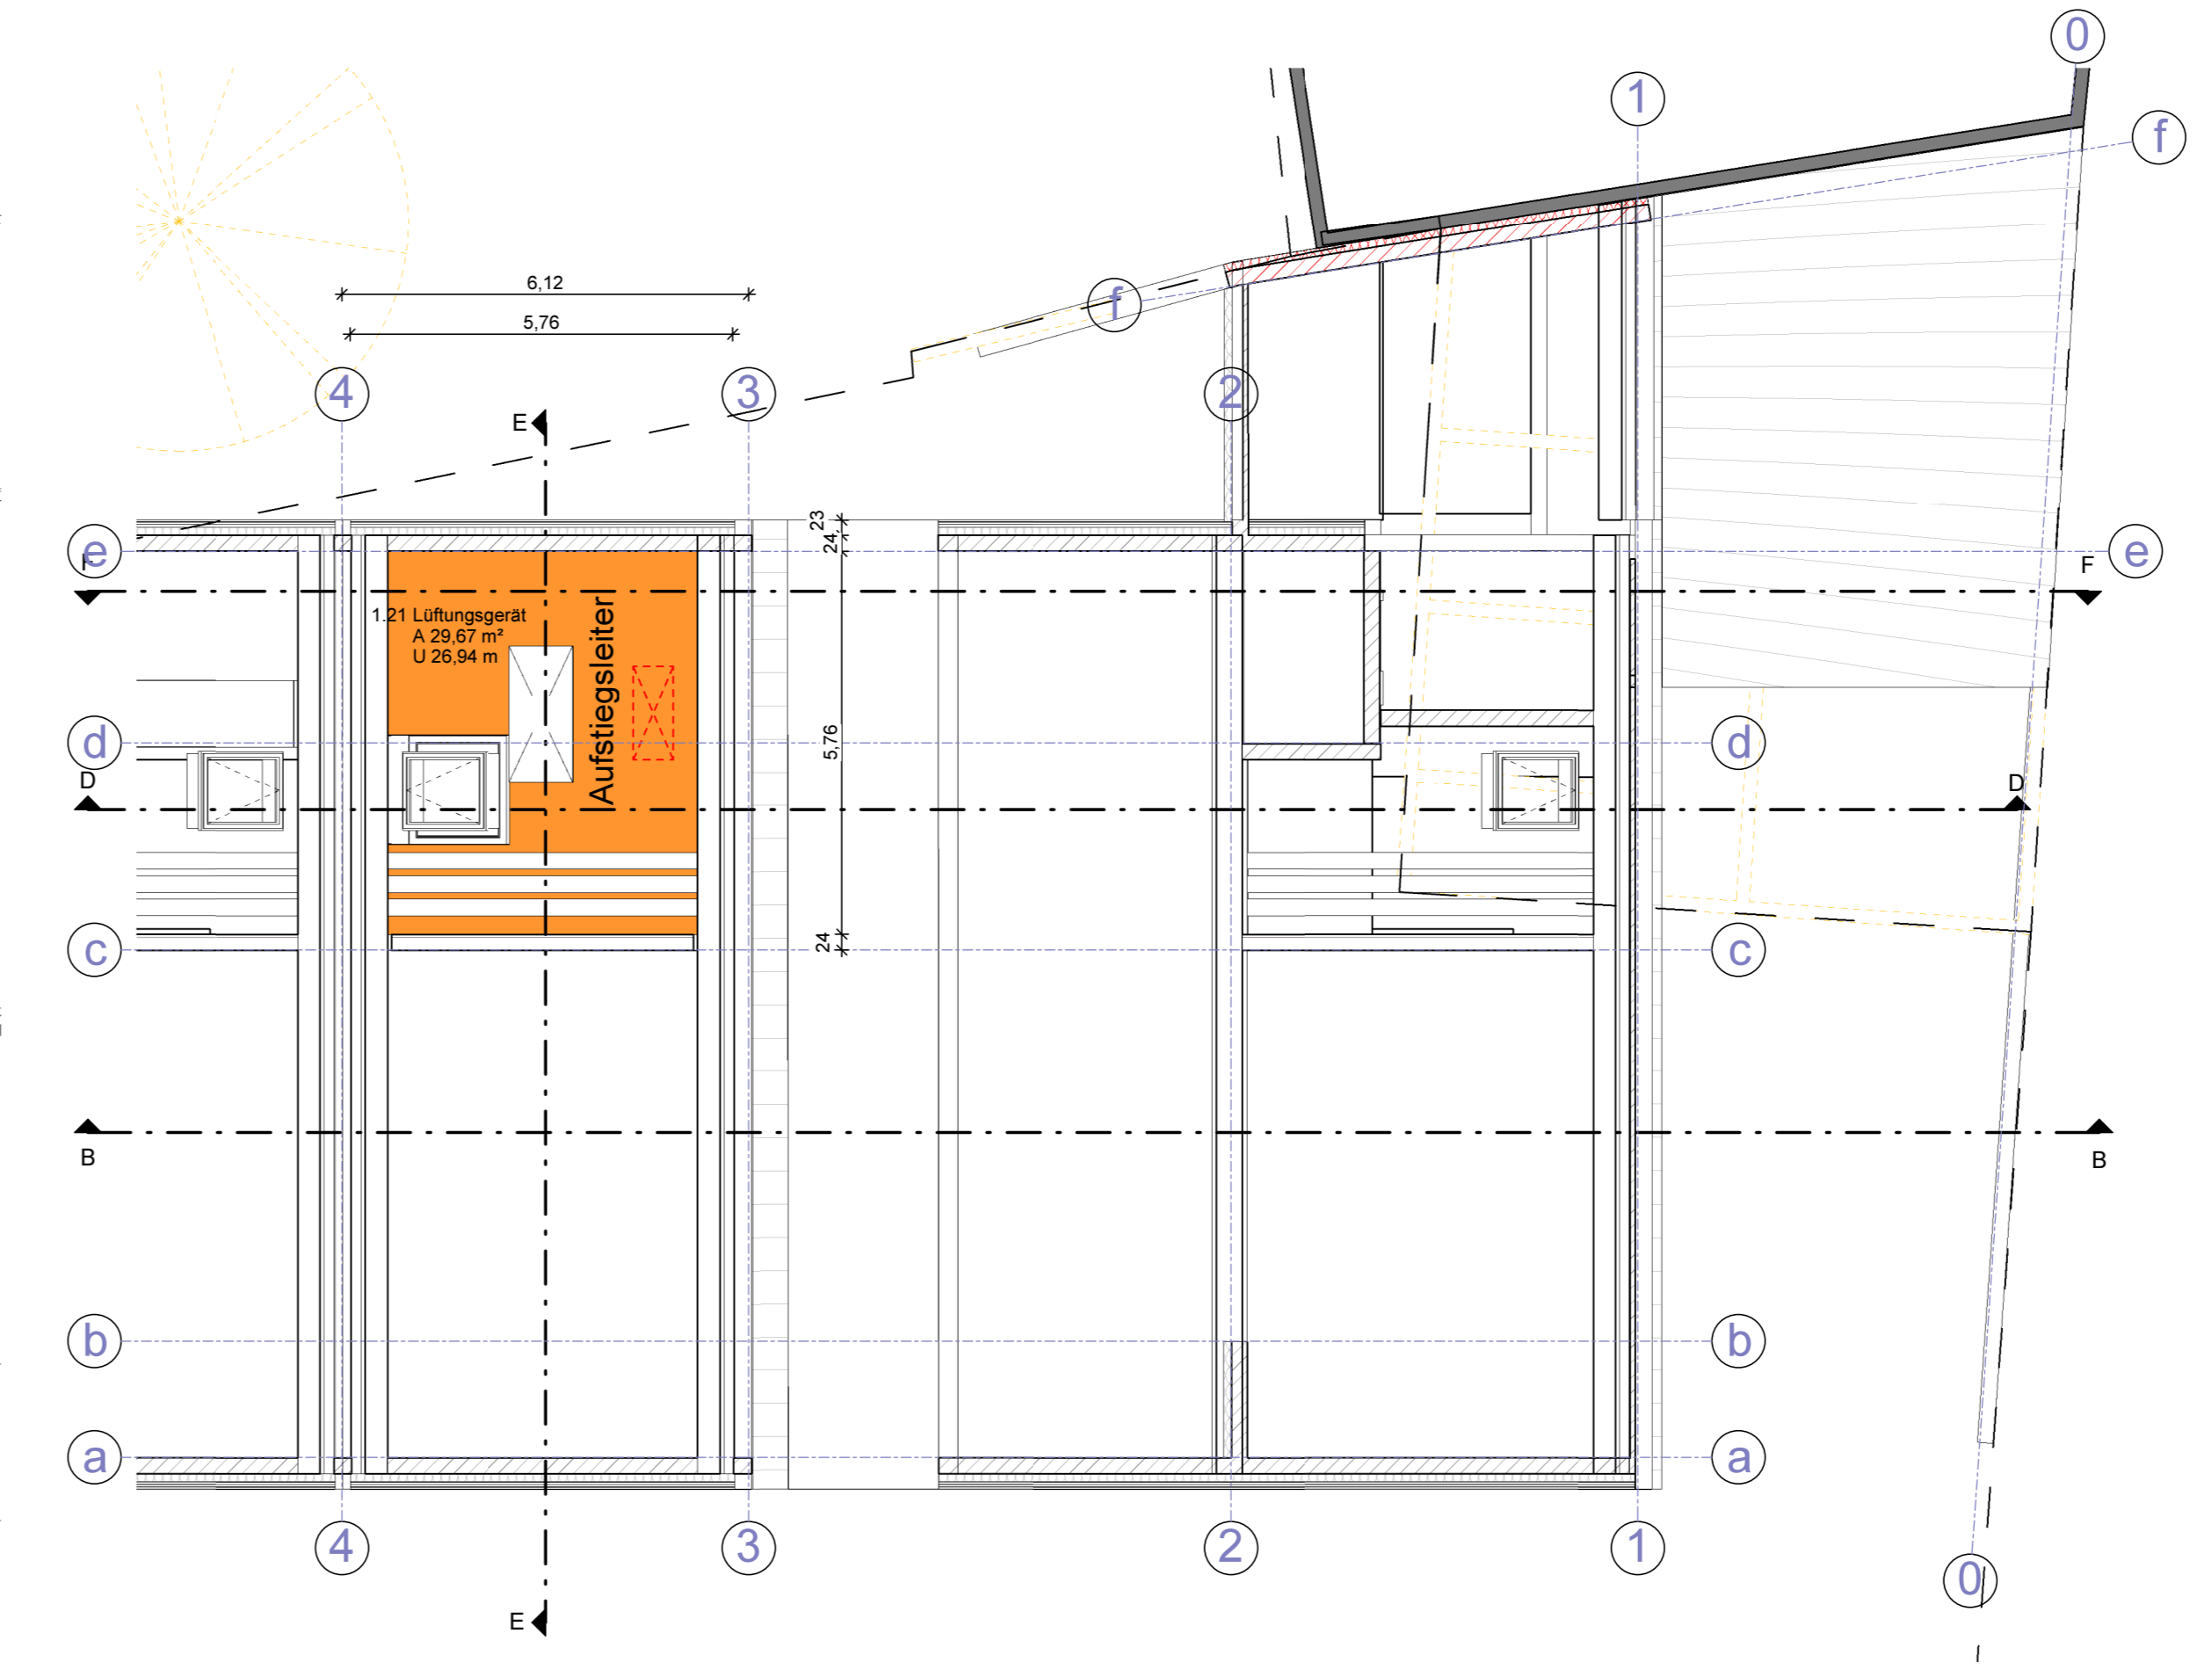 0
1
f
6,12
5,76
f
4
3
2
E
23
24
e
e
F
F
1.21 Lüftungsgerät
A 29,67 m²
U 26,94 m
Aufstiegsleiter
5,76
d
d
D
D
24
c
c
B
B
b
b
a
a
4
3
2
1
0
E